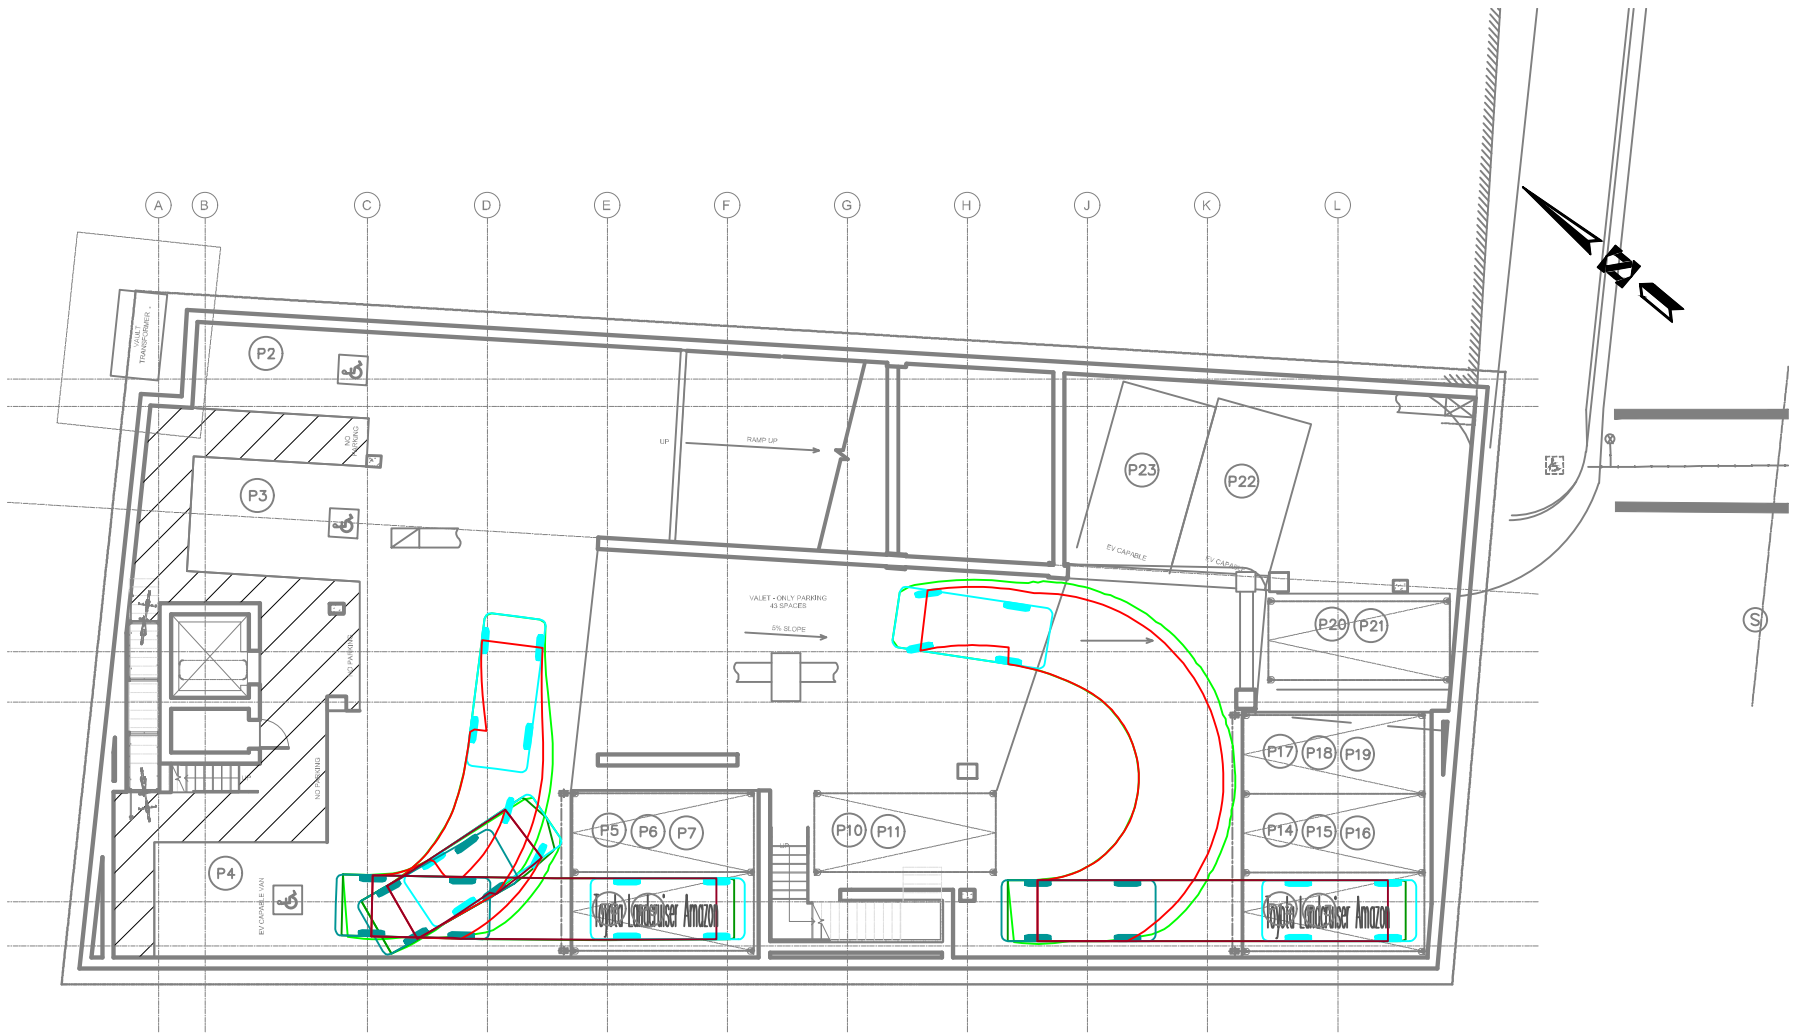 A
B
C
D
E
F
G
H
J
K
L
VAULT
TRANSFORMER
P2
NO
PARKING
UP
RAMP UP
P3
P23
P22
EV CAPABLE
VALET - ONLY PARKING
43 SPACES
5% SLOPE
P20
P21
S
NO PARKING
UP
NO PARKING
P17
P18
P19
P5
P6
P7
P10
P11
P14
P15
P16
UP
P4
EV CAPABLE VAN
Toyota Landcruiser Amazon
Toyota Landcruiser Amazon